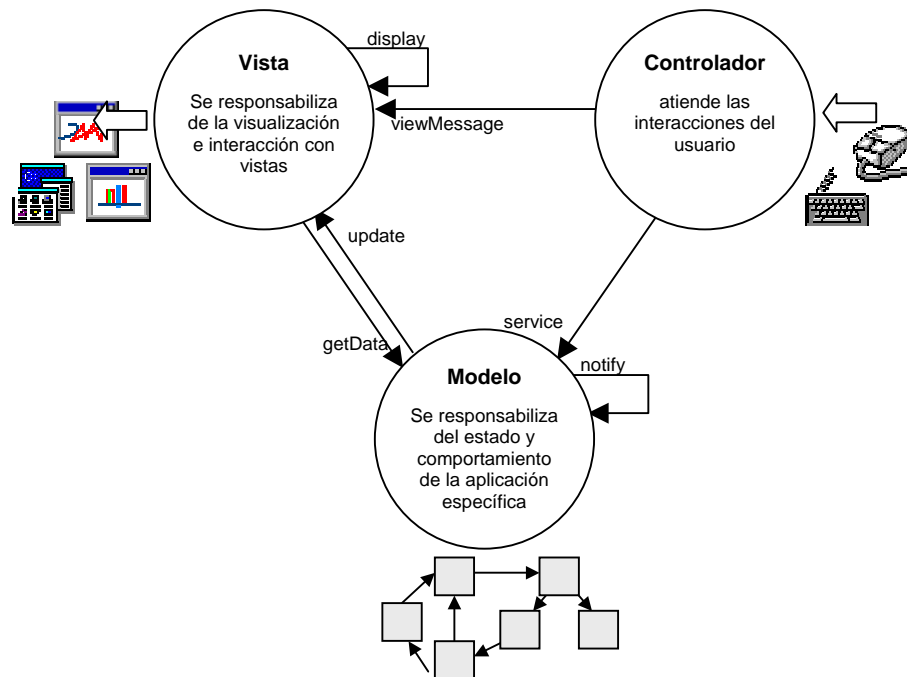 display
Vista
Se responsabiliza
de la visualización
e interacción con
vistas
Controlador
atiende las
interacciones del
usuario
viewMessage
update
getData
service
notify
Modelo
Se responsabiliza
del estado y
comportamiento
de la aplicación
específica